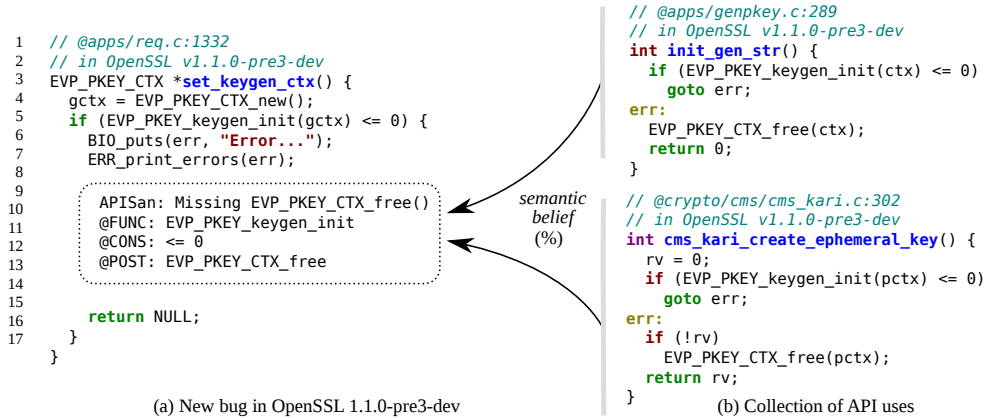 1 // @apps/req.c:1332
2 // in OpenSSL v1.1.0-pre3-dev
3 EVP_PKEY_CTX *set_keygen_ctx() {
4 gctx = EVP_PKEY_CTX_new();
5 if (EVP_PKEY_keygen_init(gctx) <= 0) {
6 BIO_puts(err, "Error...");
7 ERR_print_errors(err);
8
9 APISan: Missing EVP_PKEY_CTX_free()
10 @FUNC: EVP_PKEY_keygen_init
11 @CONS: <= 0
12 @POST: EVP_PKEY_CTX_free
13
14
15
16 return NULL;
17 }
}
(a) New bug in OpenSSL 1.1.0-pre3-dev
semantic
belief
(%)
// @apps/genpkey.c:289
// in OpenSSL v1.1.0-pre3-dev
int init_gen_str() {
if (EVP_PKEY_keygen_init(ctx) <= 0)
goto err;
err:
EVP_PKEY_CTX_free(ctx);
return 0;
}
// @crypto/cms/cms_kari.c:302
// in OpenSSL v1.1.0-pre3-dev
int cms_kari_create_ephemeral_key() {
rv = 0;
if (EVP_PKEY_keygen_init(pctx) <= 0)
goto err;
err:
if (!rv)
EVP_PKEY_CTX_free(pctx);
return rv;
}
(b) Collection of API uses